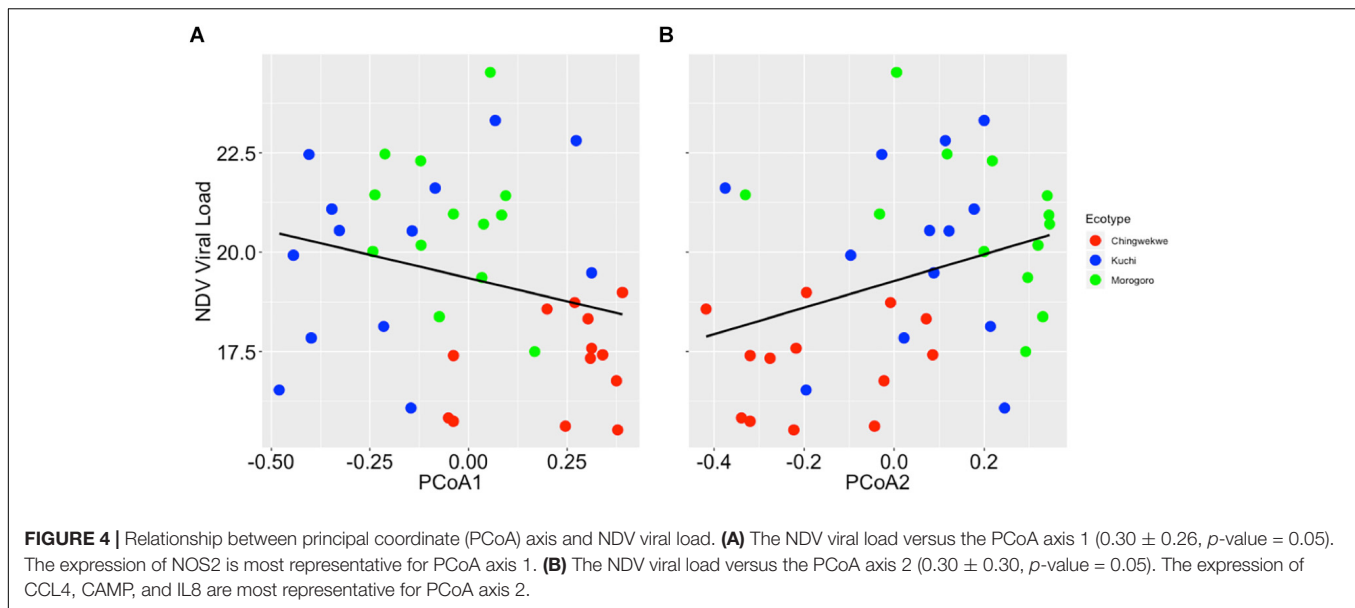 A
B
NDV Viral Load
22.5
20.0
17.5
-0.50
-0.25
0.00
0.25
PCoA1
-0.4
-0.2
0.0
0.2
PCoA2
Ecotype
Chingwekwe
Kuchi
Morogoro
FIGURE 4 | Relationship between principal coordinate (PCoA) axis and NDV viral load. (A) The NDV viral load versus the PCoA axis 1 (0.30 ± 0.26, p-value = 0.05).
The expression of NOS2 is most representative for PCoA axis 1. (B) The NDV viral load versus the PCoA axis 2 (0.30 ± 0.30, p-value = 0.05). The expression of
CCL4, CAMP, and IL8 are most representative for PCoA axis 2.